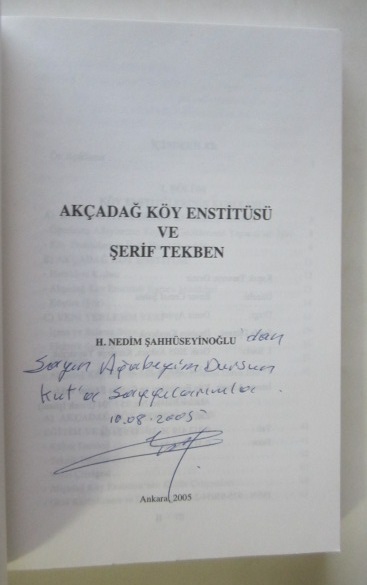 AKÇADAĞ KÖY ENSTİTÜSÜ
VE
ŞERİF TEKBEN
H. NEDİM ŞAHHÜSEYİNOĞLU'dan
Sayın Ağabeyim Dursun
Kut'a Saygılarımla.
10.08.2005
Ankara, 2005